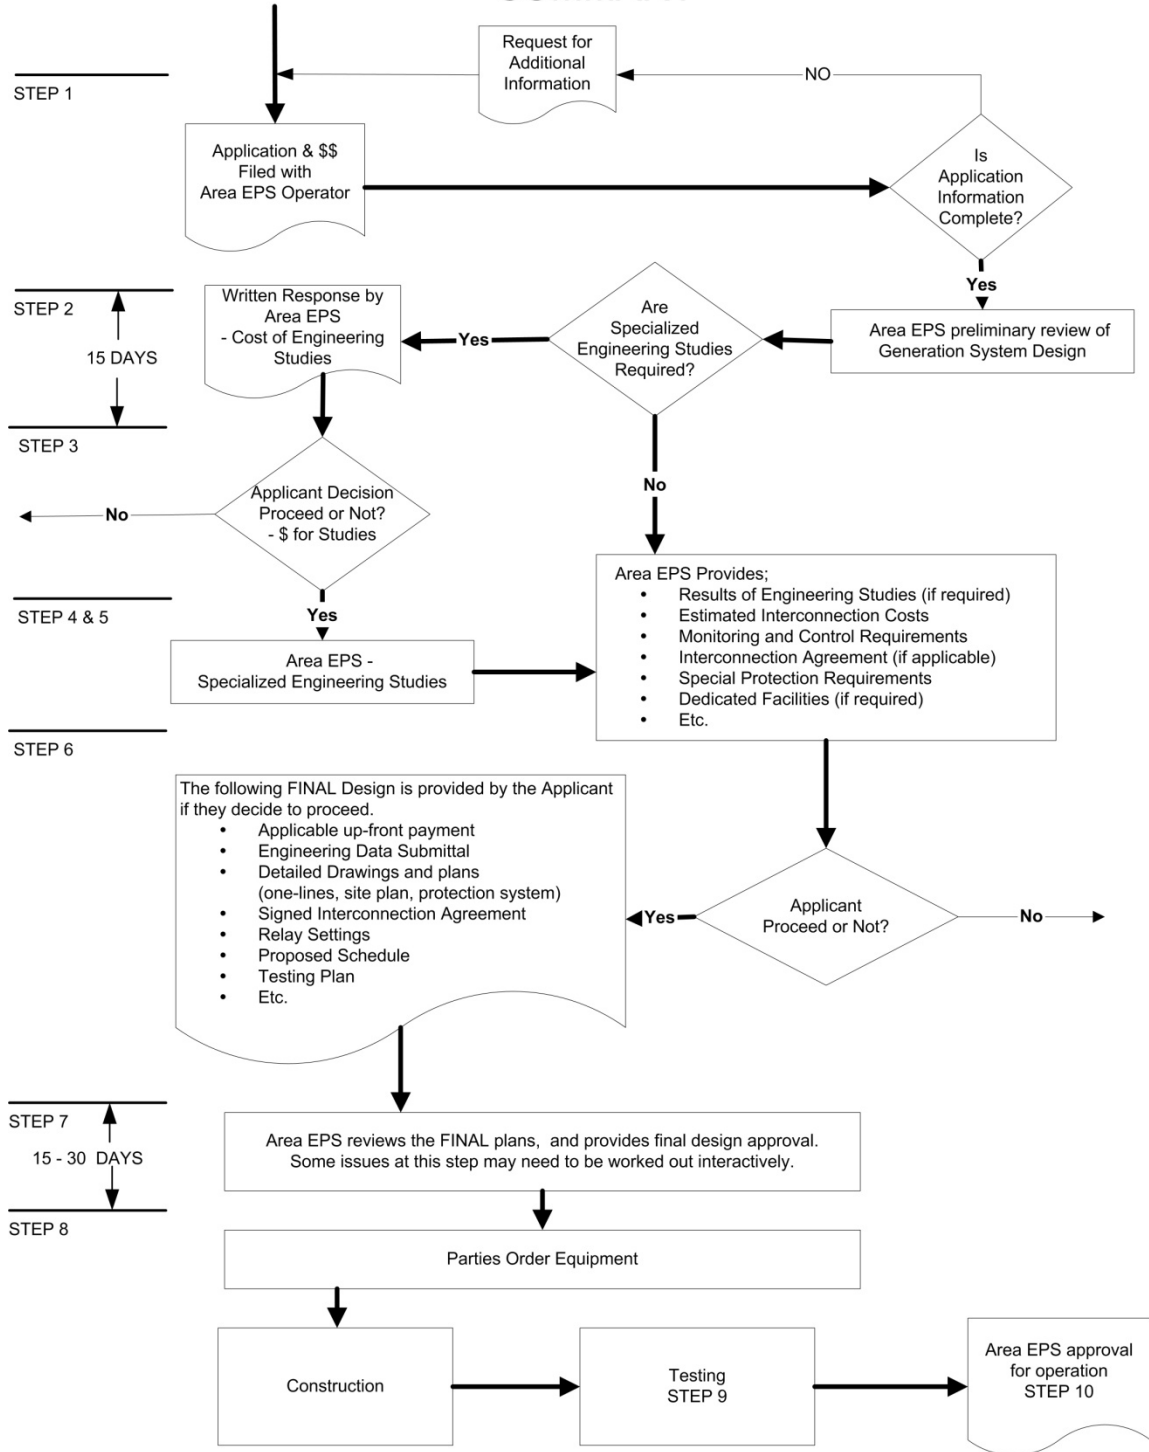 Request for
Additional
Information
NO
STEP 1
Application & $$
Filed with
Area EPS Operator
Is
Application
Information
Complete?
Yes
STEP 2
15 DAYS
Written Response by
Area EPS
- Cost of Engineering
Studies
Yes
Are
Specialized
Engineering Studies
Required?
Area EPS preliminary review of
Generation System Design
STEP 3
No
Applicant Decision
Proceed or Not?
- $ for Studies
No
Yes
STEP 4 & 5
Area EPS -
Specialized Engineering Studies
Area EPS Provides;
• Results of Engineering Studies (if required)
• Estimated Interconnection Costs
• Monitoring and Control Requirements
• Interconnection Agreement (if applicable)
• Special Protection Requirements
• Dedicated Facilities (if required)
• Etc.
STEP 6
The following FINAL Design is provided by the Applicant
if they decide to proceed.
• Applicable up-front payment
• Engineering Data Submittal
• Detailed Drawings and plans
(one-lines, site plan, protection system)
• Signed Interconnection Agreement
• Relay Settings
• Proposed Schedule
• Testing Plan
• Etc.
Yes
Applicant
Proceed or Not?
No
STEP 7
15 - 30 DAYS
Area EPS reviews the FINAL plans, and provides final design approval.
Some issues at this step may need to be worked out interactively.
STEP 8
Parties Order Equipment
Construction
Testing
STEP 9
Area EPS approval
for operation
STEP 10